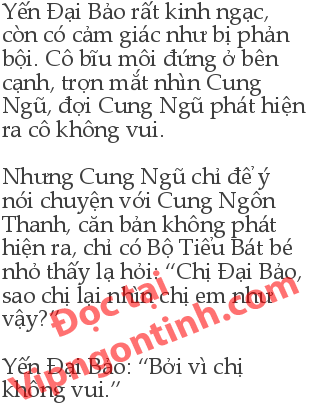 Yến Đại Bảo rất kinh ngạc,
còn có cảm giác như bị phản
bội. Cô bĩu môi đứng ở bên
cạnh, trợn mắt nhìn Cung
Ngũ, đợi Cung Ngũ phát hiện
ra cô không vui.
Nhưng Cung Ngũ chỉ để ý
nói chuyện với Cung Ngôn
Thanh, căn bản không phát
hiện ra, chỉ có Bộ Tiểu Bát bé
nhỏ thấy lạ hỏi: “Chị Đại Bảo,
sao chị lại nhìn chị em như
vậy?”
Đọc tại
Vipngontinh.com
Yến Đại Bảo: “Bởi vì chị
không vui.”